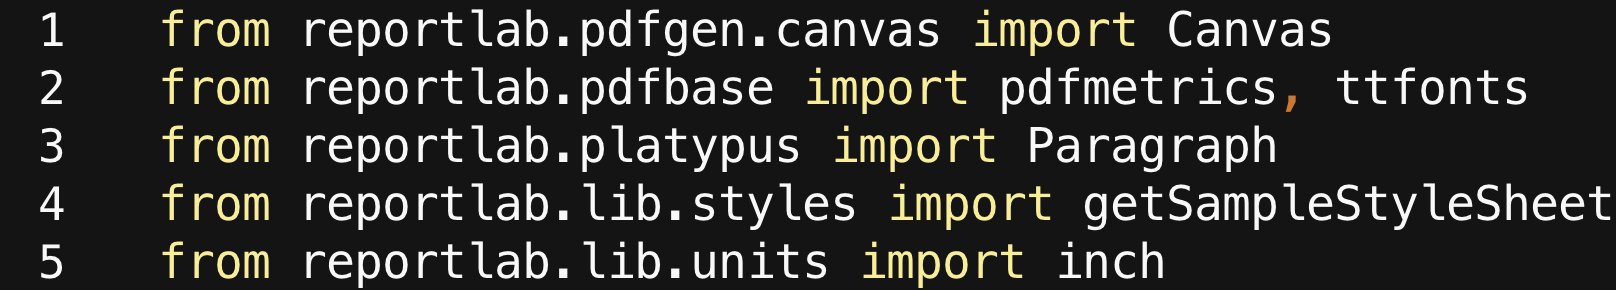 1 from reportlab.pdfgen.canvas import Canvas
2 from reportlab.pdfbase import pdfmetrics, ttfonts
3 from reportlab.platypus import Paragraph
4 from reportlab.lib.styles import getSampleStyleSheet
5 from reportlab.lib.units import inch